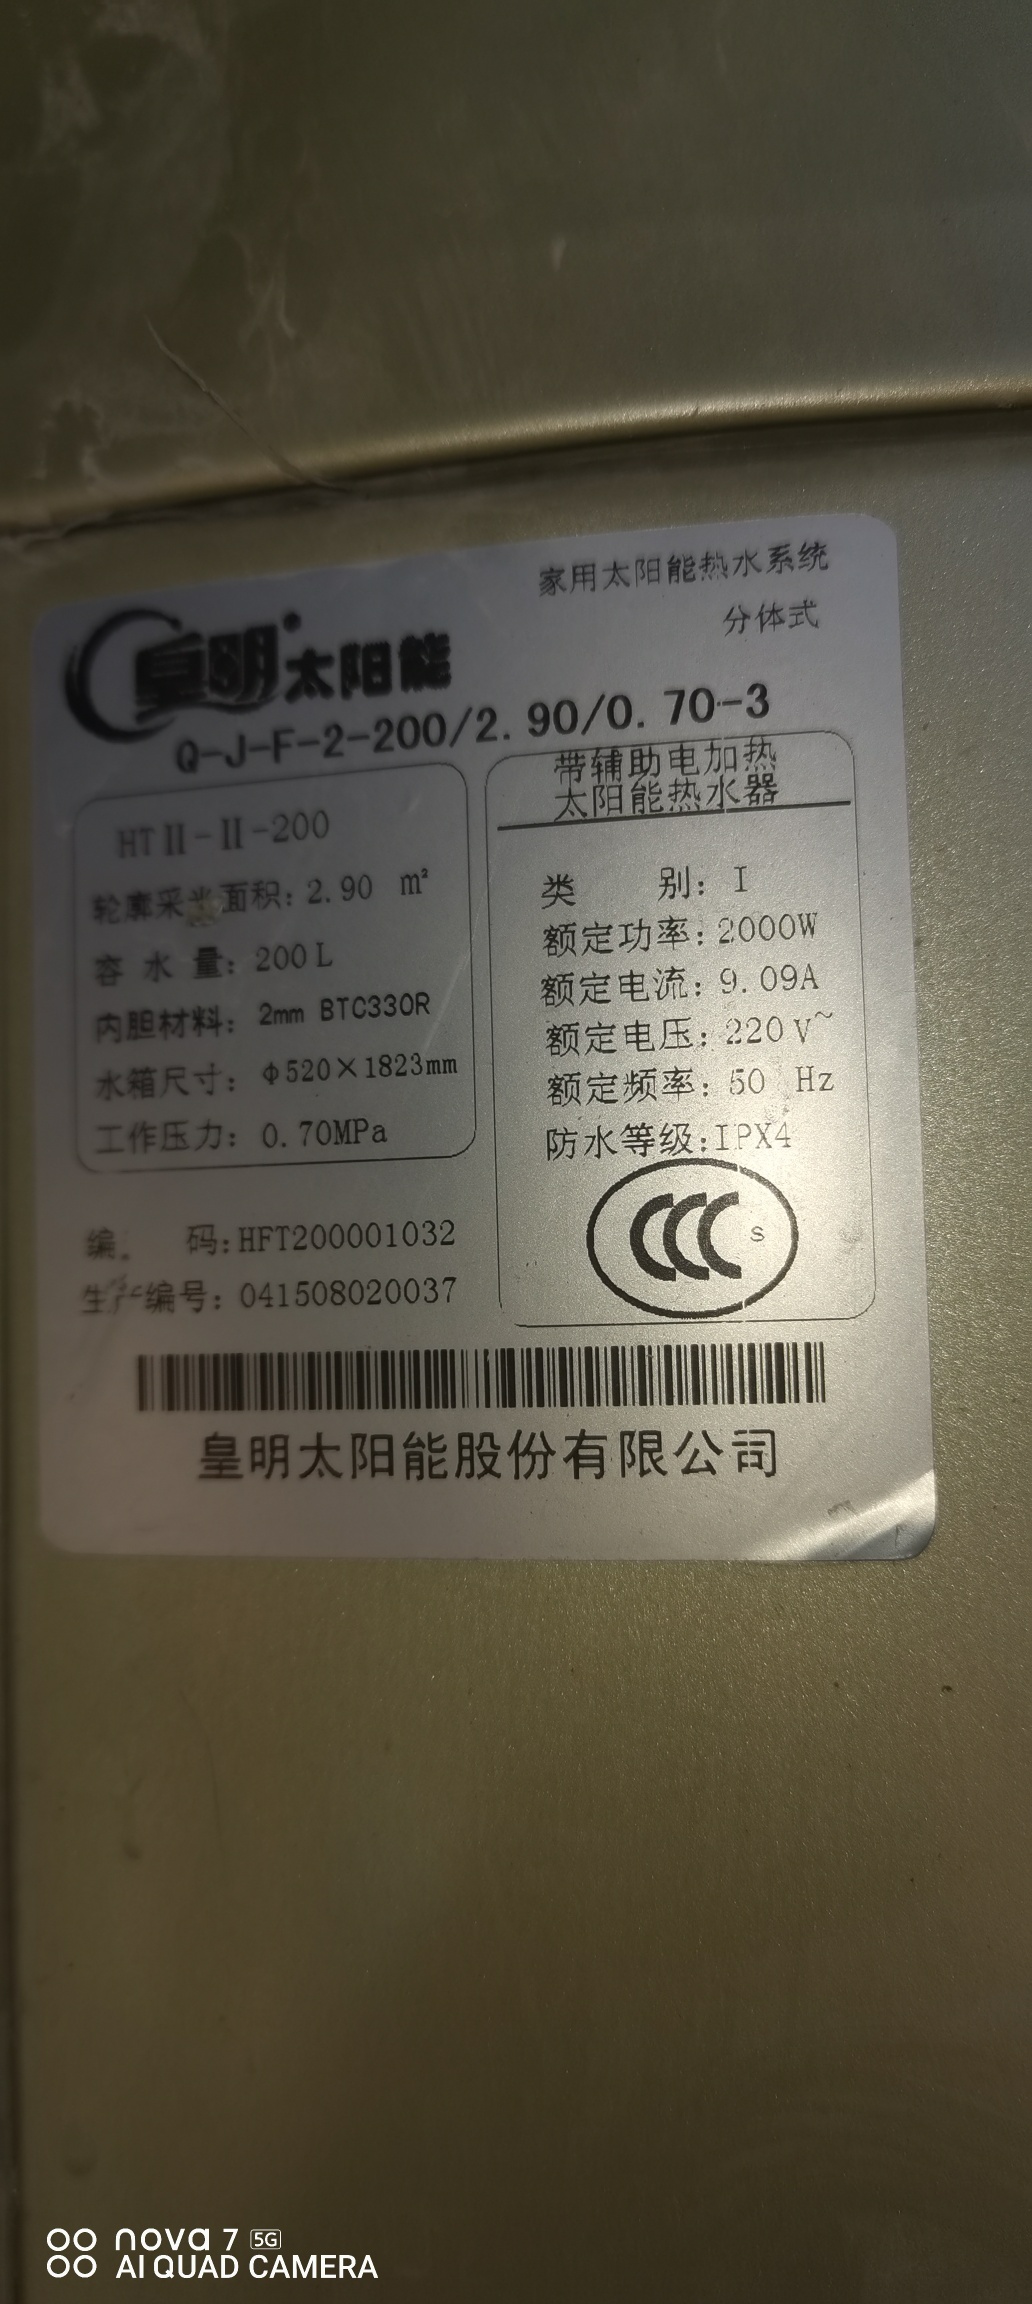 家用太阳能热水系统
分体式
皇明太阳能
Q-J-F-2-200/2.90/0.70-3
HTⅡ-Ⅱ-200
轮廓采光面积: 2.90 m²
容水量: 200L
内胆材料: 2mm BTC330R
水箱尺寸: Φ520×1823mm
工作压力: 0.70MPa
带辅助电加热
太阳能热水器
类别: I
额定功率: 2000W
额定电流: 9.09A
额定电压: 220V~
额定频率: 50 Hz
防水等级: IPX4
CCC S
编码: HFT200001032
生产编号: 041508020037
皇明太阳能股份有限公司
nova 7 5G
AI QUAD CAMERA